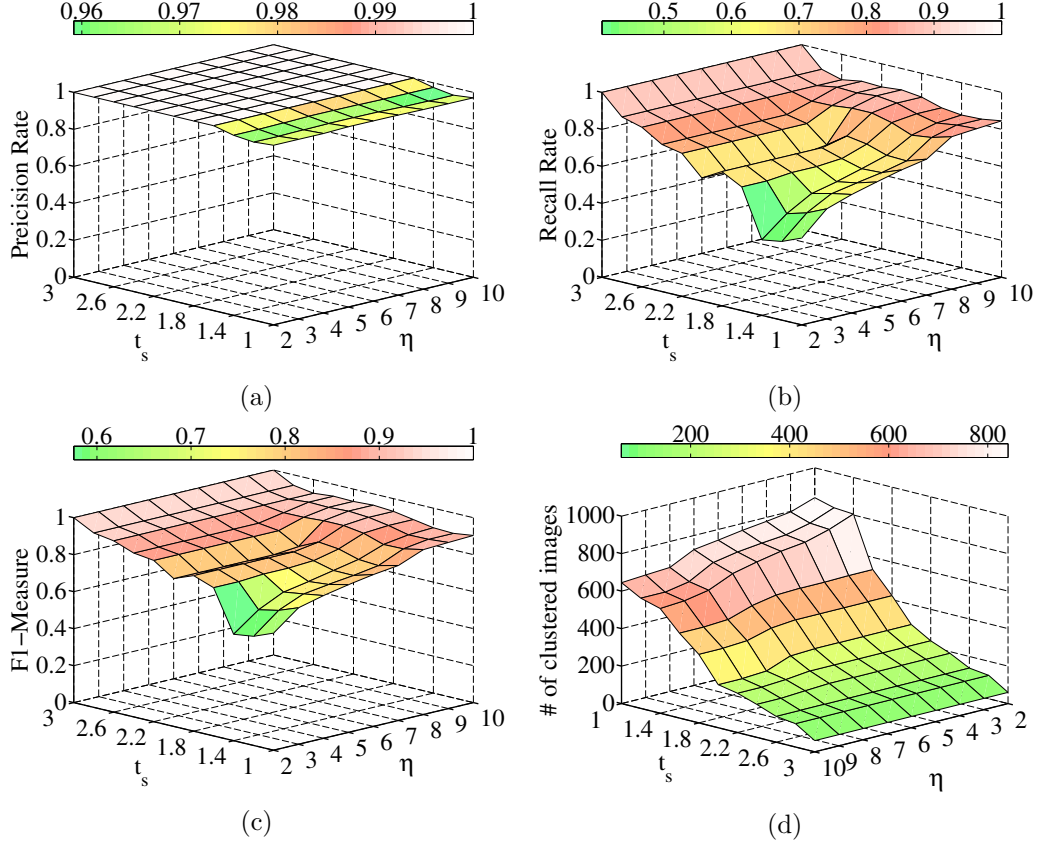 0.96 0.97 0.98 0.99 1
1
0.8
0.6
0.4
0.2
0
Preicision Rate
3 2.6 2.2 1.8 1.4 1
t_s
2 3 4 5 6 7 8 9 10
η
(a)
0.5 0.6 0.7 0.8 0.9 1
1
0.8
0.6
0.4
0.2
0
Recall Rate
3 2.6 2.2 1.8 1.4 1
t_s
2 3 4 5 6 7 8 9 10
η
(b)
0.6 0.7 0.8 0.9 1
1
0.8
0.6
0.4
0.2
0
F1−Measure
3 2.6 2.2 1.8 1.4 1
t_s
2 3 4 5 6 7 8 9 10
η
(c)
200 400 600 800
1000
800
600
400
200
0
# of clustered images
1 1.4 1.8 2.2 2.6 3
t_s
10 9 8 7 6 5 4 3 2
η
(d)